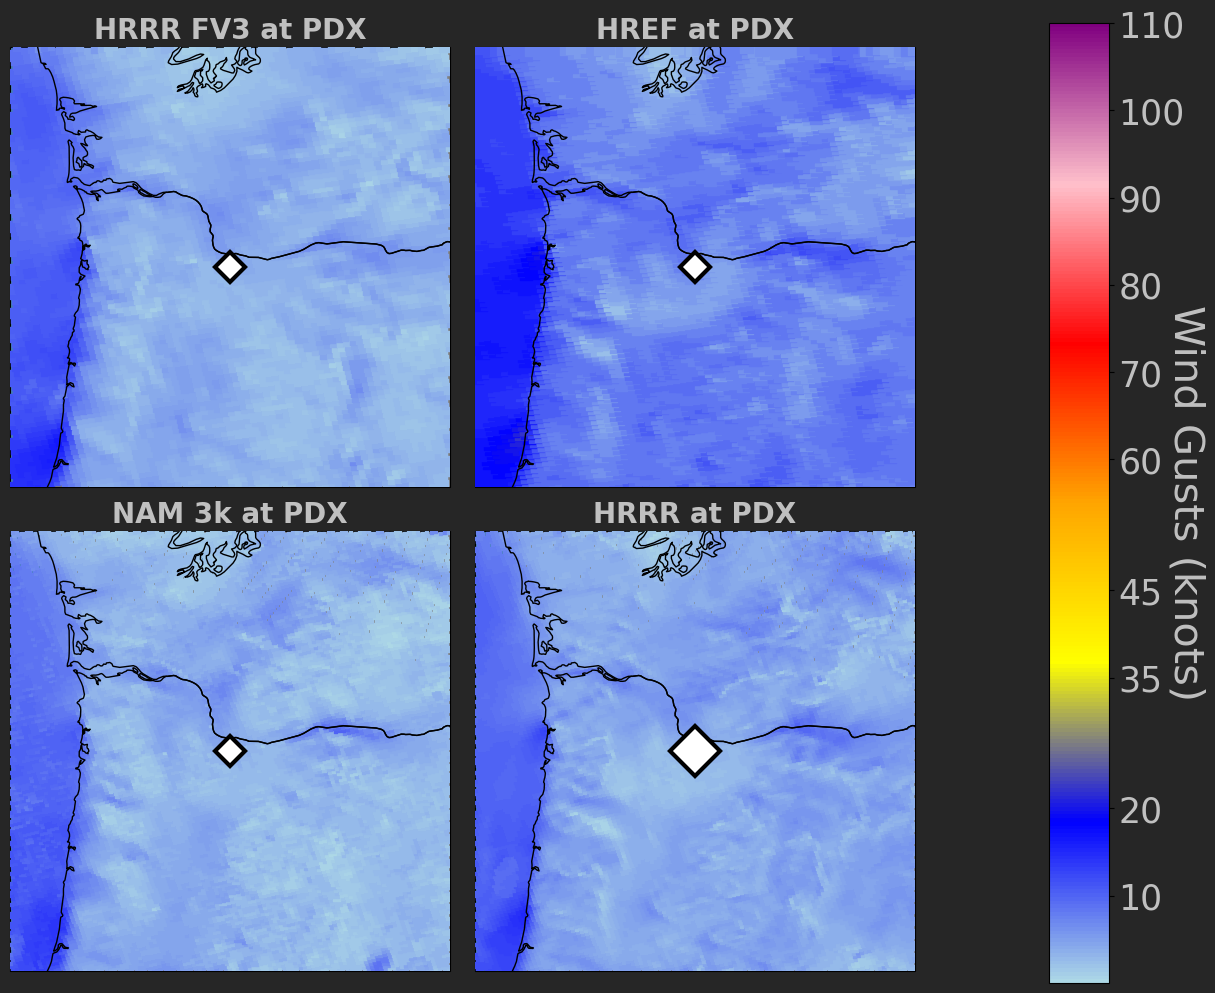 HRRR FV3 at PDX
HREF at PDX
NAM 3k at PDX
HRRR at PDX
110
100
90
80
70
60
45
35
20
10
Wind Gusts (knots)